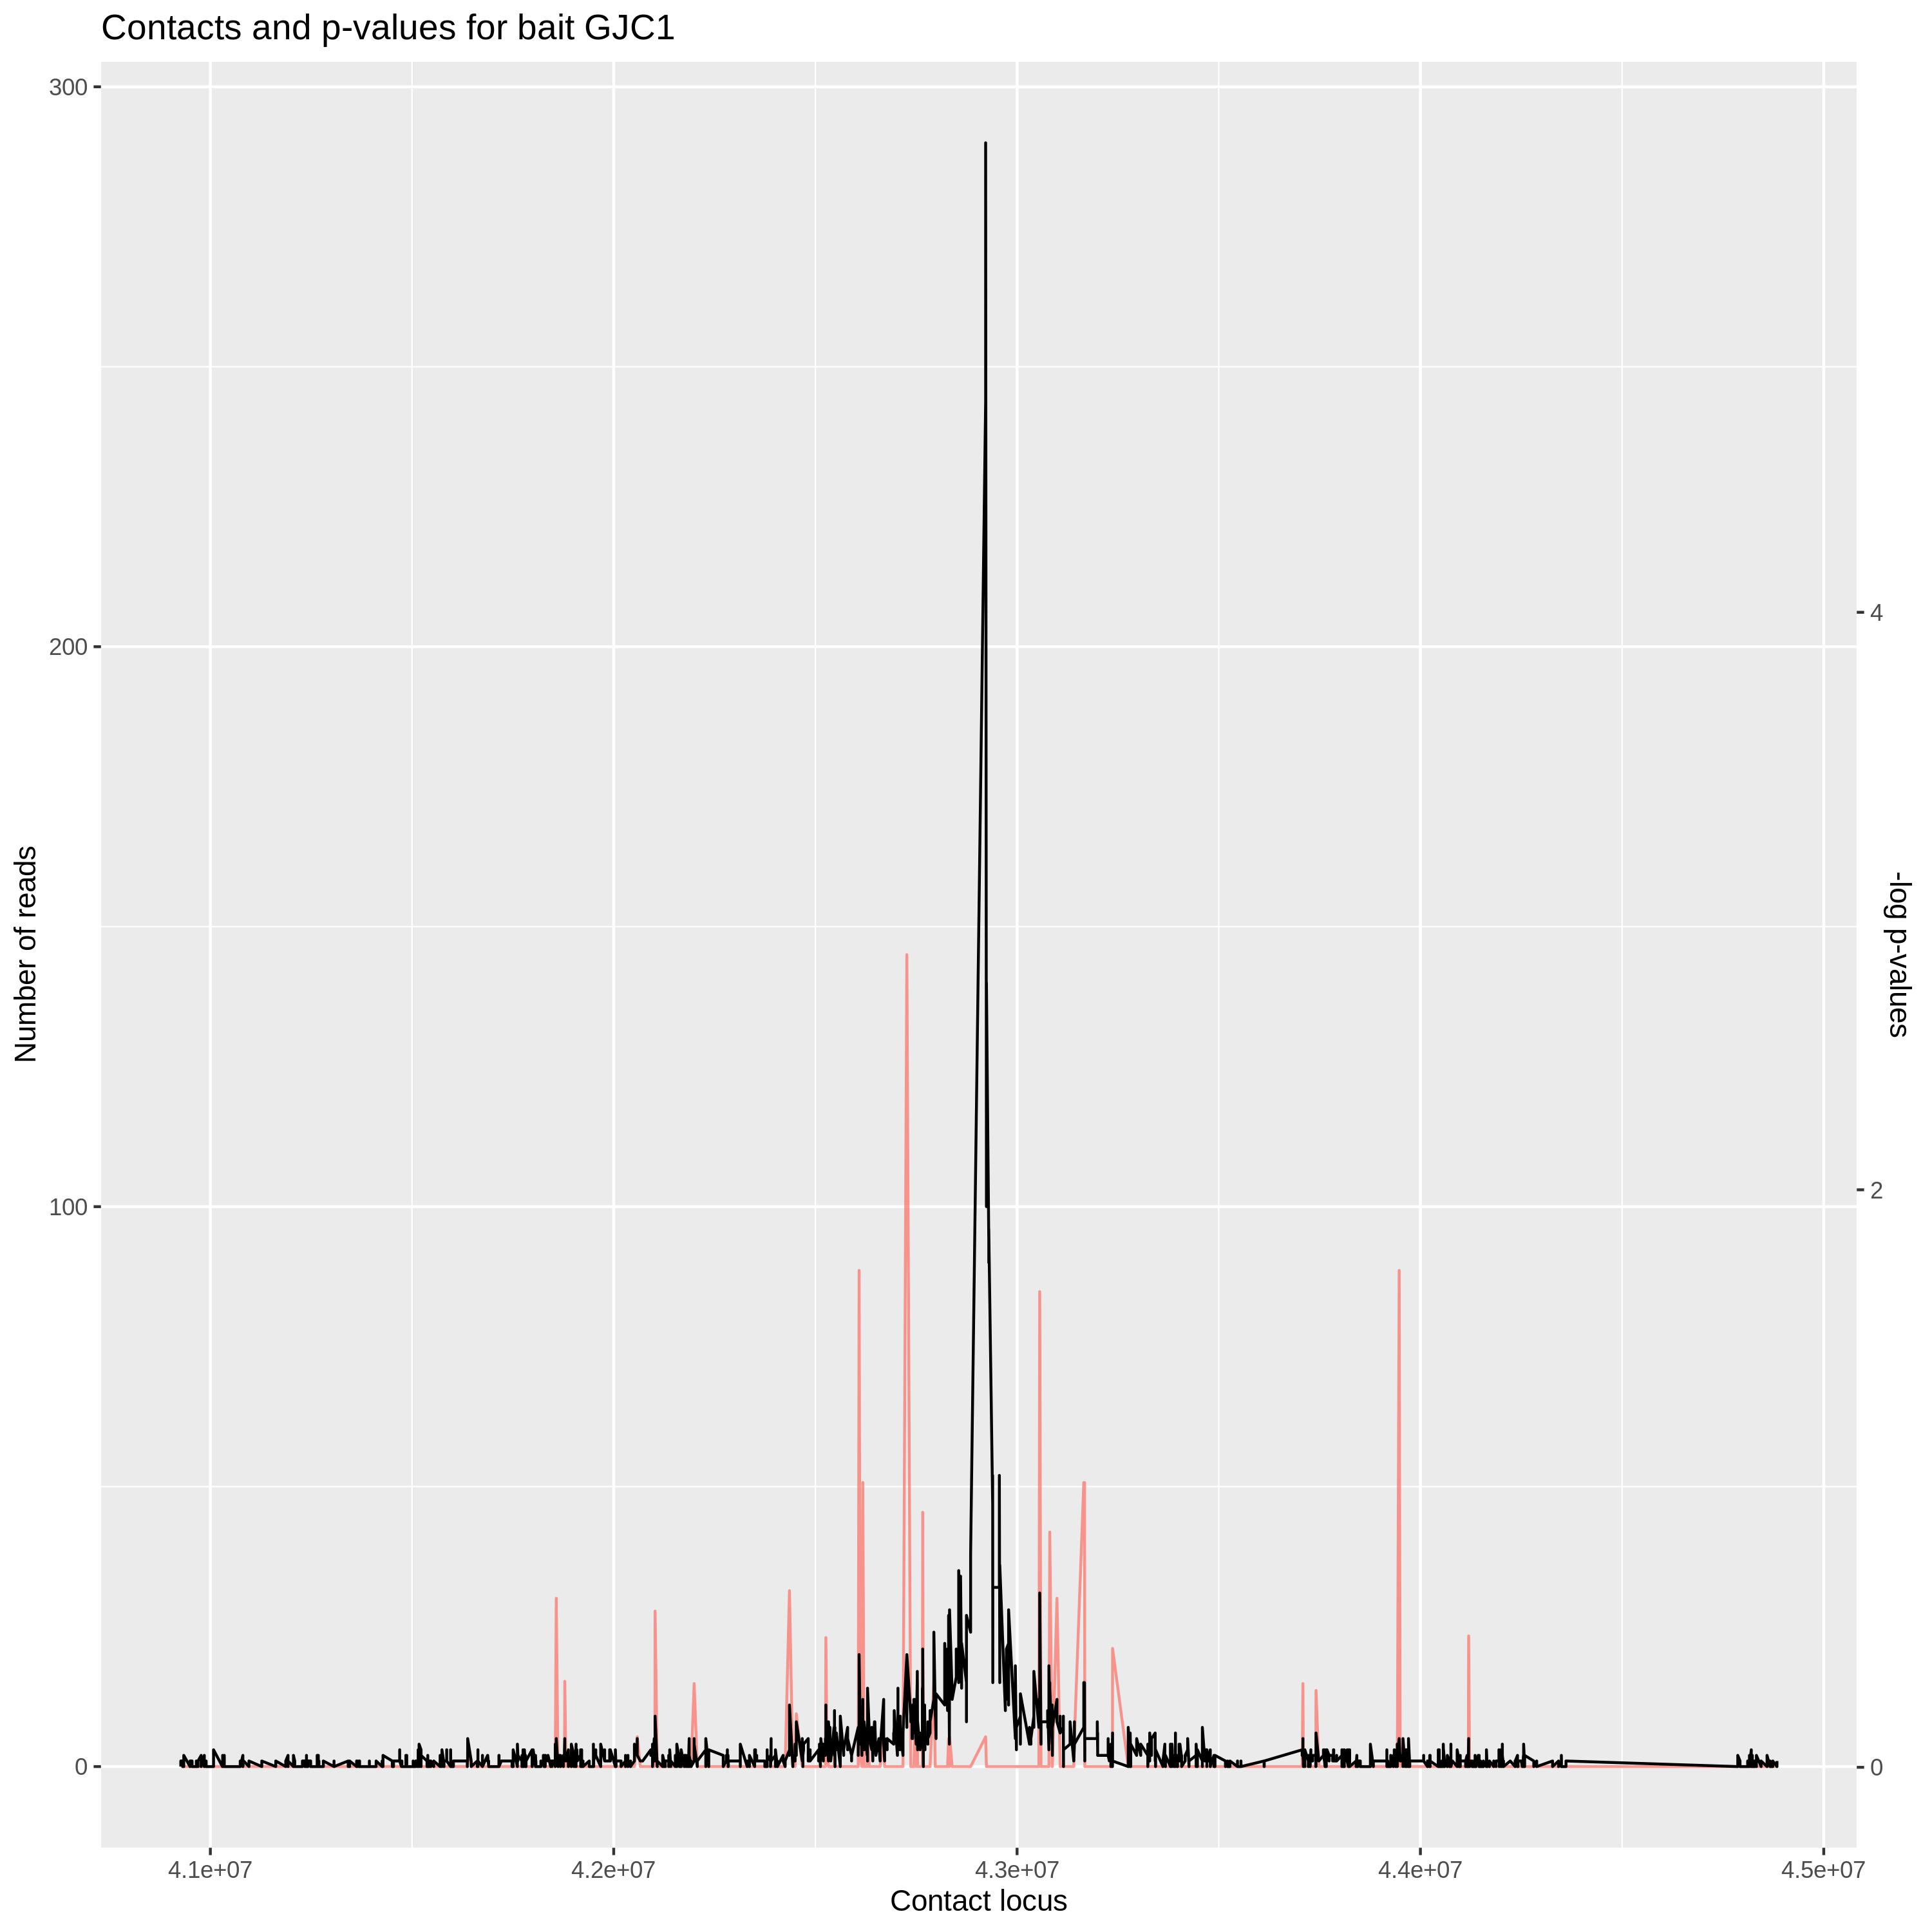 Contacts and p-values for bait GJC1
300
200
100
0
Number of reads
4
2
0
-log p-values
4.1e+07
4.2e+07
4.3e+07
4.4e+07
4.5e+07
Contact locus